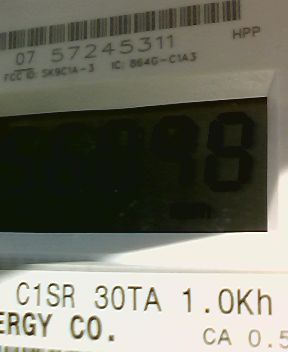 07 57245311
HPP
FCC ID: SK9C1A-3 IC: 864G-C1A3
98
C1SR 30TA 1.0Kh
ERGY CO.
CA 0.5